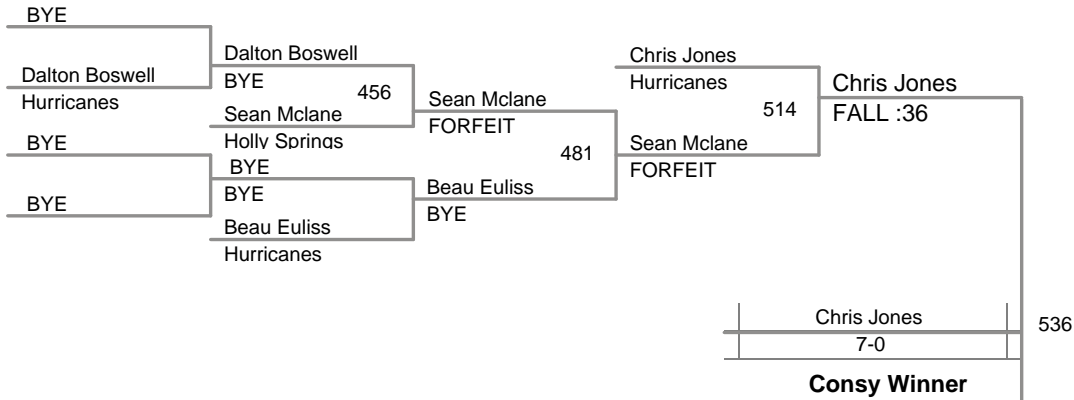 BYE
Dalton Boswell
Hurricanes
BYE
BYE
Dalton Boswell
BYE
456
Sean Mclane
Holly Springs
BYE
BYE
Beau Euliss
Hurricanes
Sean Mclane
FORFEIT
481
Beau Euliss
BYE
Chris Jones
Hurricanes
514
Sean Mclane
FORFEIT
Chris Jones
FALL :36
Chris Jones
536
7-0
Consy Winner